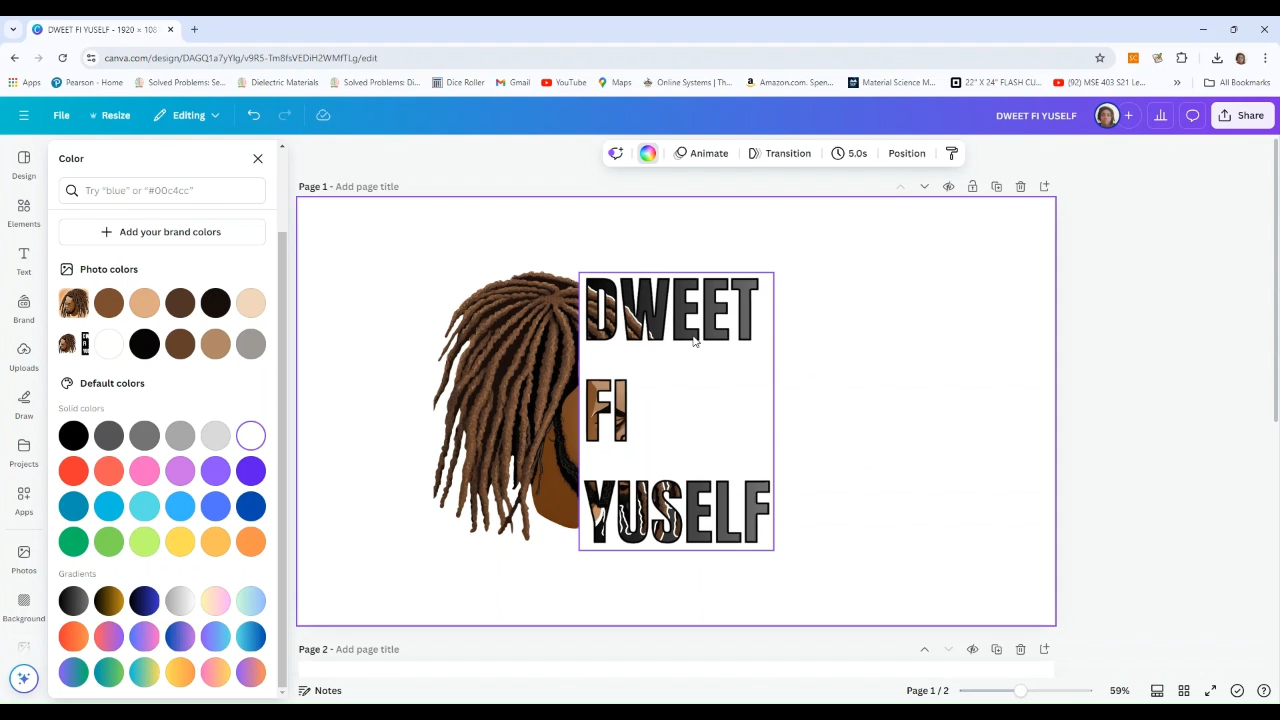 DWEET FI YUSELF - 1920 × 108
canva.com/design/DAGQ1a7yYlg/v9R5-Tm8fsVEDiH2WMfTLg/edit
Apps
Pearson - Home
Solved Problems: Se...
Dielectric Materials
Solved Problems: Di...
Dice Roller
Gmail
YouTube
Maps
Online Systems | Th...
Amazon.com. Spen...
Material Science M...
22" X 24" FLASH CU...
(92) MSE 403 S21 Le...
All Bookmarks
File
Resize
Editing
DWEET FI YUSELF
Share
Design
Elements
Text
Brand
Uploads
Draw
Projects
Apps
Photos
Background
Color
Try "blue" or "#00c4cc"
Add your brand colors
Photo colors
Default colors
Solid colors
Gradients
Animate
Transition
5.0s
Position
Page 1 - Add page title
DWEET
FI
YUSELF
Page 2 - Add page title
Notes
Page 1 / 2
59%